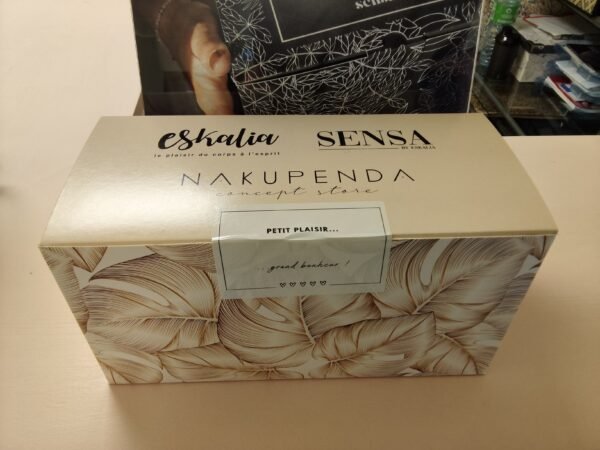 eskalia
le plaisir du corps à l'esprit
SENSA
BY ESKALIA
NAKUPENDA
concept store
PETIT PLAISIR...
grand bonheur !